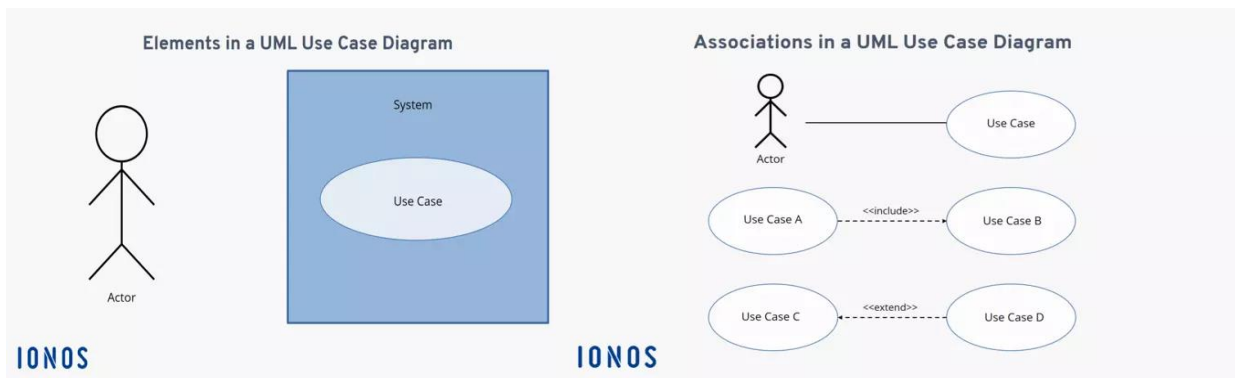 Elements in a UML Use Case Diagram
System
Use Case
Actor
IONOS
Associations in a UML Use Case Diagram
Actor
Use Case
Use Case A
<<include>>
Use Case B
Use Case C
<<extend>>
Use Case D
IONOS